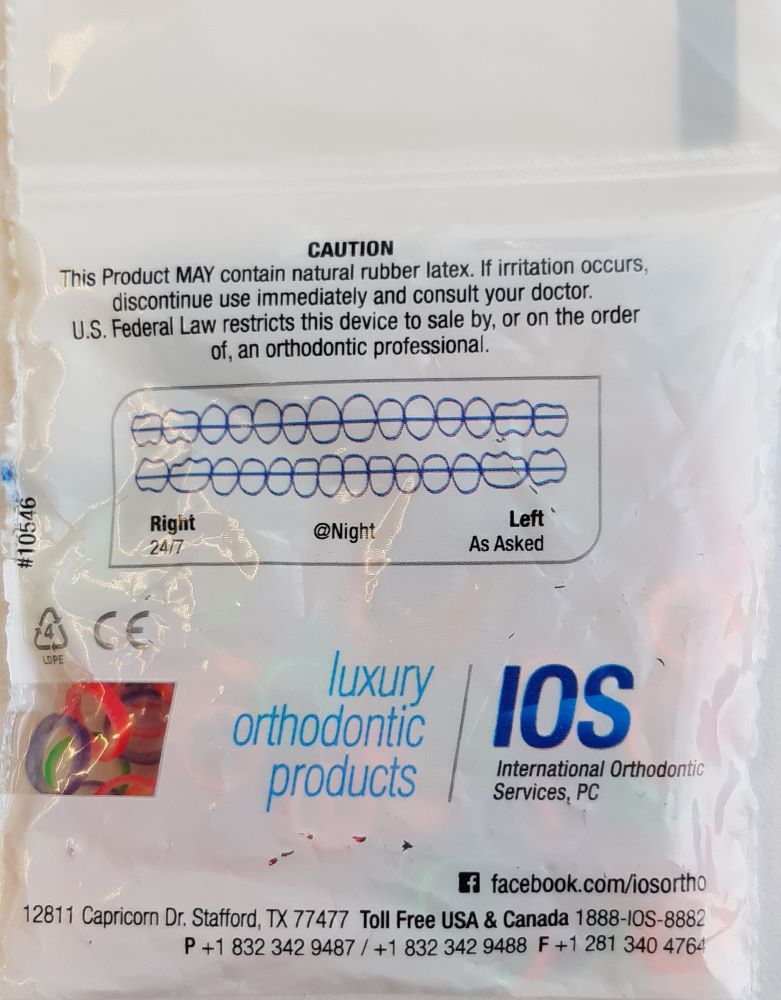 CAUTION
This Product MAY contain natural rubber latex. If irritation occurs,
discontinue use immediately and consult your doctor.
U.S. Federal Law restricts this device to sale by, or on the order
of, an orthodontic professional.
Right @Night Left
24/7 As Asked
#10546
4 CE
LDPE
luxury
orthodontic
products
IOS
International Orthodontic
Services, PC
facebook.com/iosortho
12811 Capricorn Dr. Stafford, TX 77477 Toll Free USA & Canada 1888-IOS-8882
P +1 832 342 9487 / +1 832 342 9488 F +1 281 340 4764